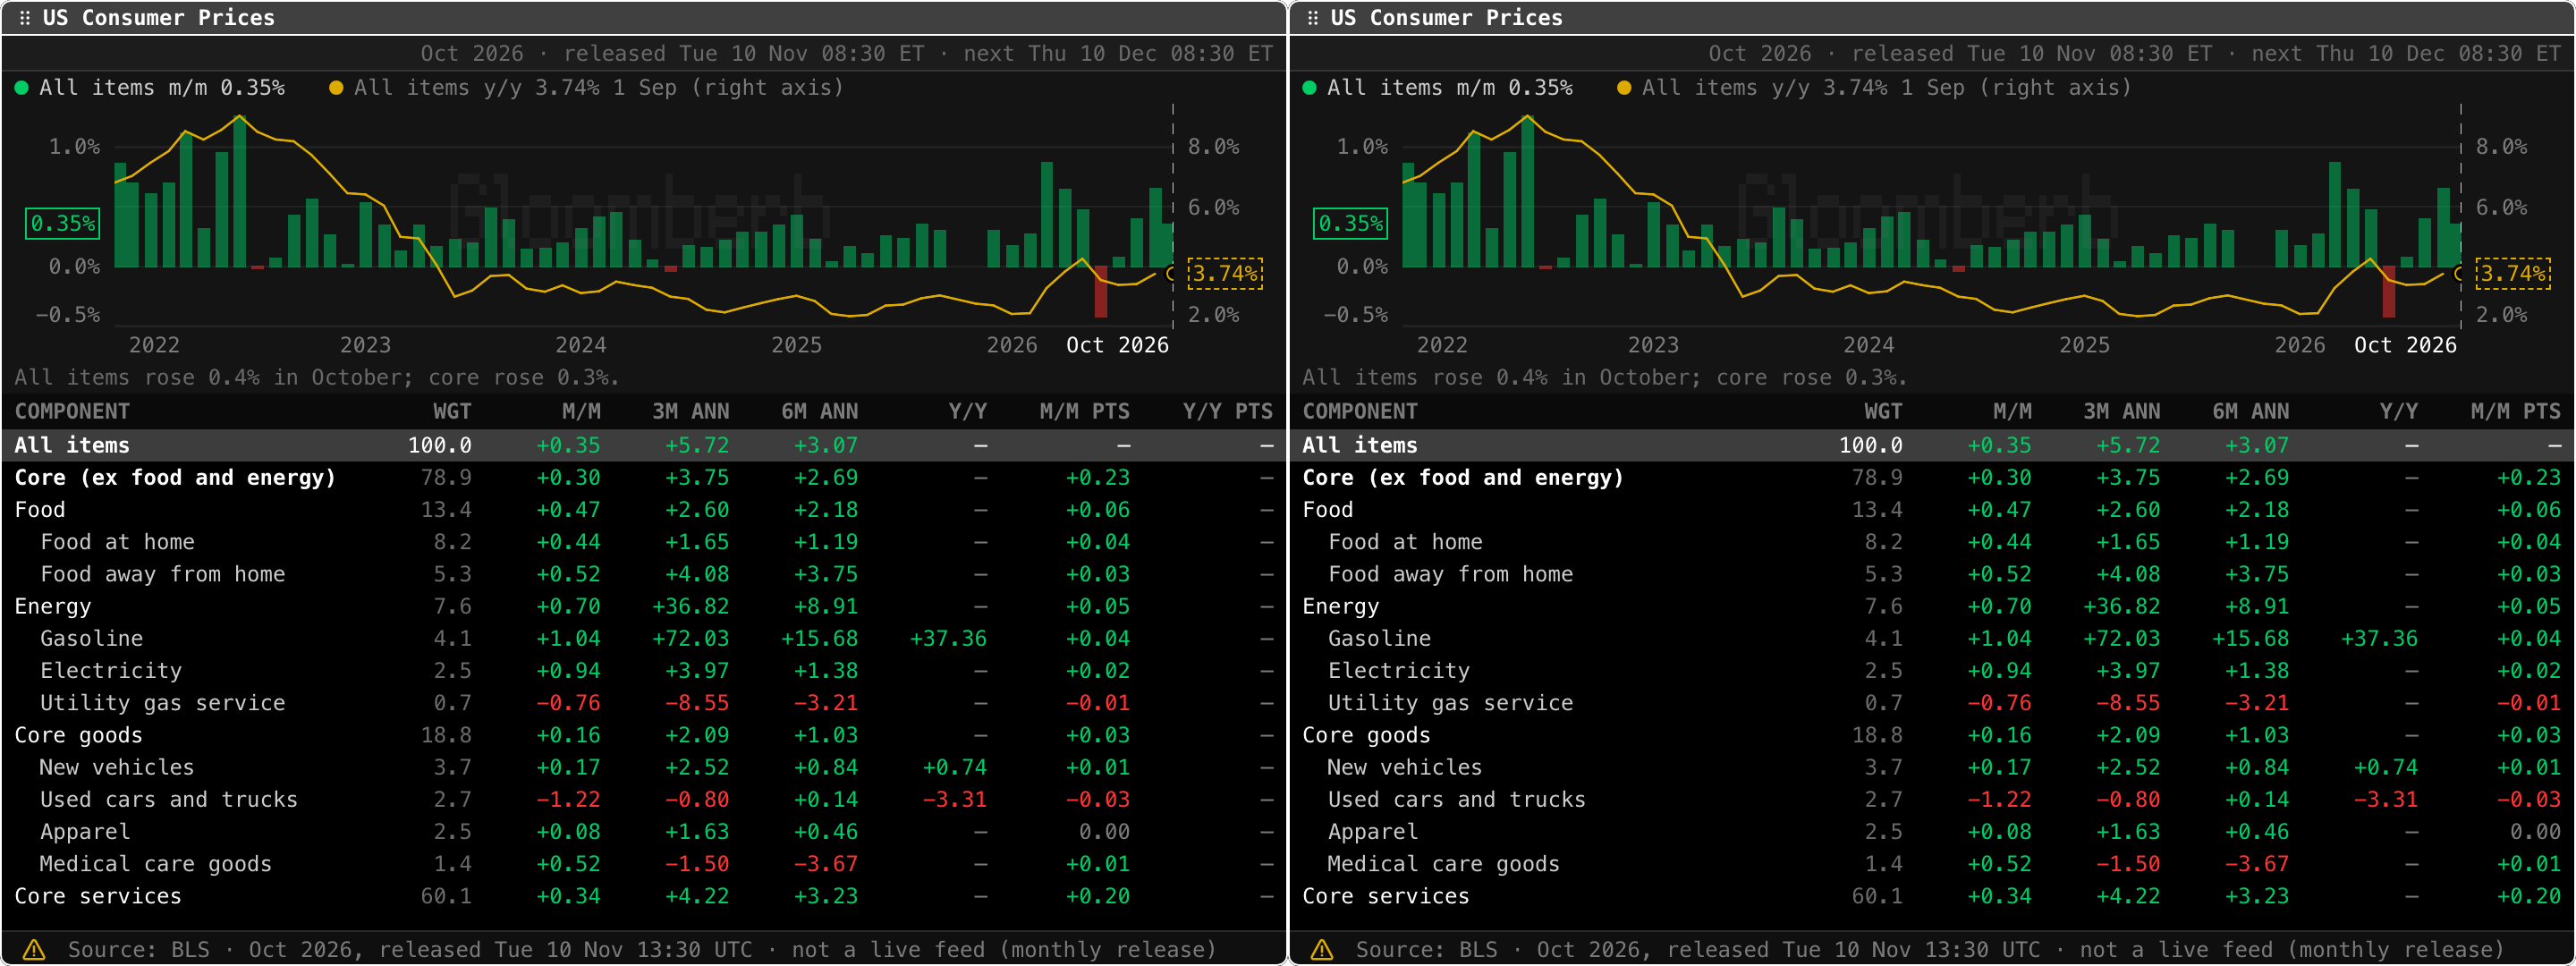 ⠿ US Consumer Prices
Oct 2026 · released Tue 10 Nov 08:30 ET · next Thu 10 Dec 08:30 ET
● All items m/m 0.35% ● All items y/y 3.74% 1 Sep (right axis)
Gloomberb
1.0% 8.0%
6.0%
0.35%
0.0% 3.74%
−0.5% 2.0%
2022 2023 2024 2025 2026 Oct 2026
All items rose 0.4% in October; core rose 0.3%.
COMPONENT WGT M/M 3M ANN 6M ANN Y/Y M/M PTS Y/Y PTS
All items 100.0 +0.35 +5.72 +3.07 — — —
Core (ex food and energy) 78.9 +0.30 +3.75 +2.69 — +0.23 —
Food 13.4 +0.47 +2.60 +2.18 — +0.06 —
Food at home 8.2 +0.44 +1.65 +1.19 — +0.04 —
Food away from home 5.3 +0.52 +4.08 +3.75 — +0.03 —
Energy 7.6 +0.70 +36.82 +8.91 — +0.05 —
Gasoline 4.1 +1.04 +72.03 +15.68 +37.36 +0.04 —
Electricity 2.5 +0.94 +3.97 +1.38 — +0.02 —
Utility gas service 0.7 −0.76 −8.55 −3.21 — −0.01 —
Core goods 18.8 +0.16 +2.09 +1.03 — +0.03 —
New vehicles 3.7 +0.17 +2.52 +0.84 +0.74 +0.01 —
Used cars and trucks 2.7 −1.22 −0.80 +0.14 −3.31 −0.03 —
Apparel 2.5 +0.08 +1.63 +0.46 — 0.00 —
Medical care goods 1.4 +0.52 −1.50 −3.67 — +0.01 —
Core services 60.1 +0.34 +4.22 +3.23 — +0.20 —
⚠ Source: BLS · Oct 2026, released Tue 10 Nov 13:30 UTC · not a live feed (monthly release)
⠿ US Consumer Prices
Oct 2026 · released Tue 10 Nov 08:30 ET · next Thu 10 Dec 08:30 ET
● All items m/m 0.35% ● All items y/y 3.74% 1 Sep (right axis)
Gloomberb
1.0% 8.0%
6.0%
0.35%
0.0% 3.74%
−0.5% 2.0%
2022 2023 2024 2025 2026 Oct 2026
All items rose 0.4% in October; core rose 0.3%.
COMPONENT WGT M/M 3M ANN 6M ANN Y/Y M/M PTS
All items 100.0 +0.35 +5.72 +3.07 — —
Core (ex food and energy) 78.9 +0.30 +3.75 +2.69 — +0.23
Food 13.4 +0.47 +2.60 +2.18 — +0.06
Food at home 8.2 +0.44 +1.65 +1.19 — +0.04
Food away from home 5.3 +0.52 +4.08 +3.75 — +0.03
Energy 7.6 +0.70 +36.82 +8.91 — +0.05
Gasoline 4.1 +1.04 +72.03 +15.68 +37.36 +0.04
Electricity 2.5 +0.94 +3.97 +1.38 — +0.02
Utility gas service 0.7 −0.76 −8.55 −3.21 — −0.01
Core goods 18.8 +0.16 +2.09 +1.03 — +0.03
New vehicles 3.7 +0.17 +2.52 +0.84 +0.74 +0.01
Used cars and trucks 2.7 −1.22 −0.80 +0.14 −3.31 −0.03
Apparel 2.5 +0.08 +1.63 +0.46 — 0.00
Medical care goods 1.4 +0.52 −1.50 −3.67 — +0.01
Core services 60.1 +0.34 +4.22 +3.23 — +0.20
⚠ Source: BLS · Oct 2026, released Tue 10 Nov 13:30 UTC · not a live feed (monthly release)